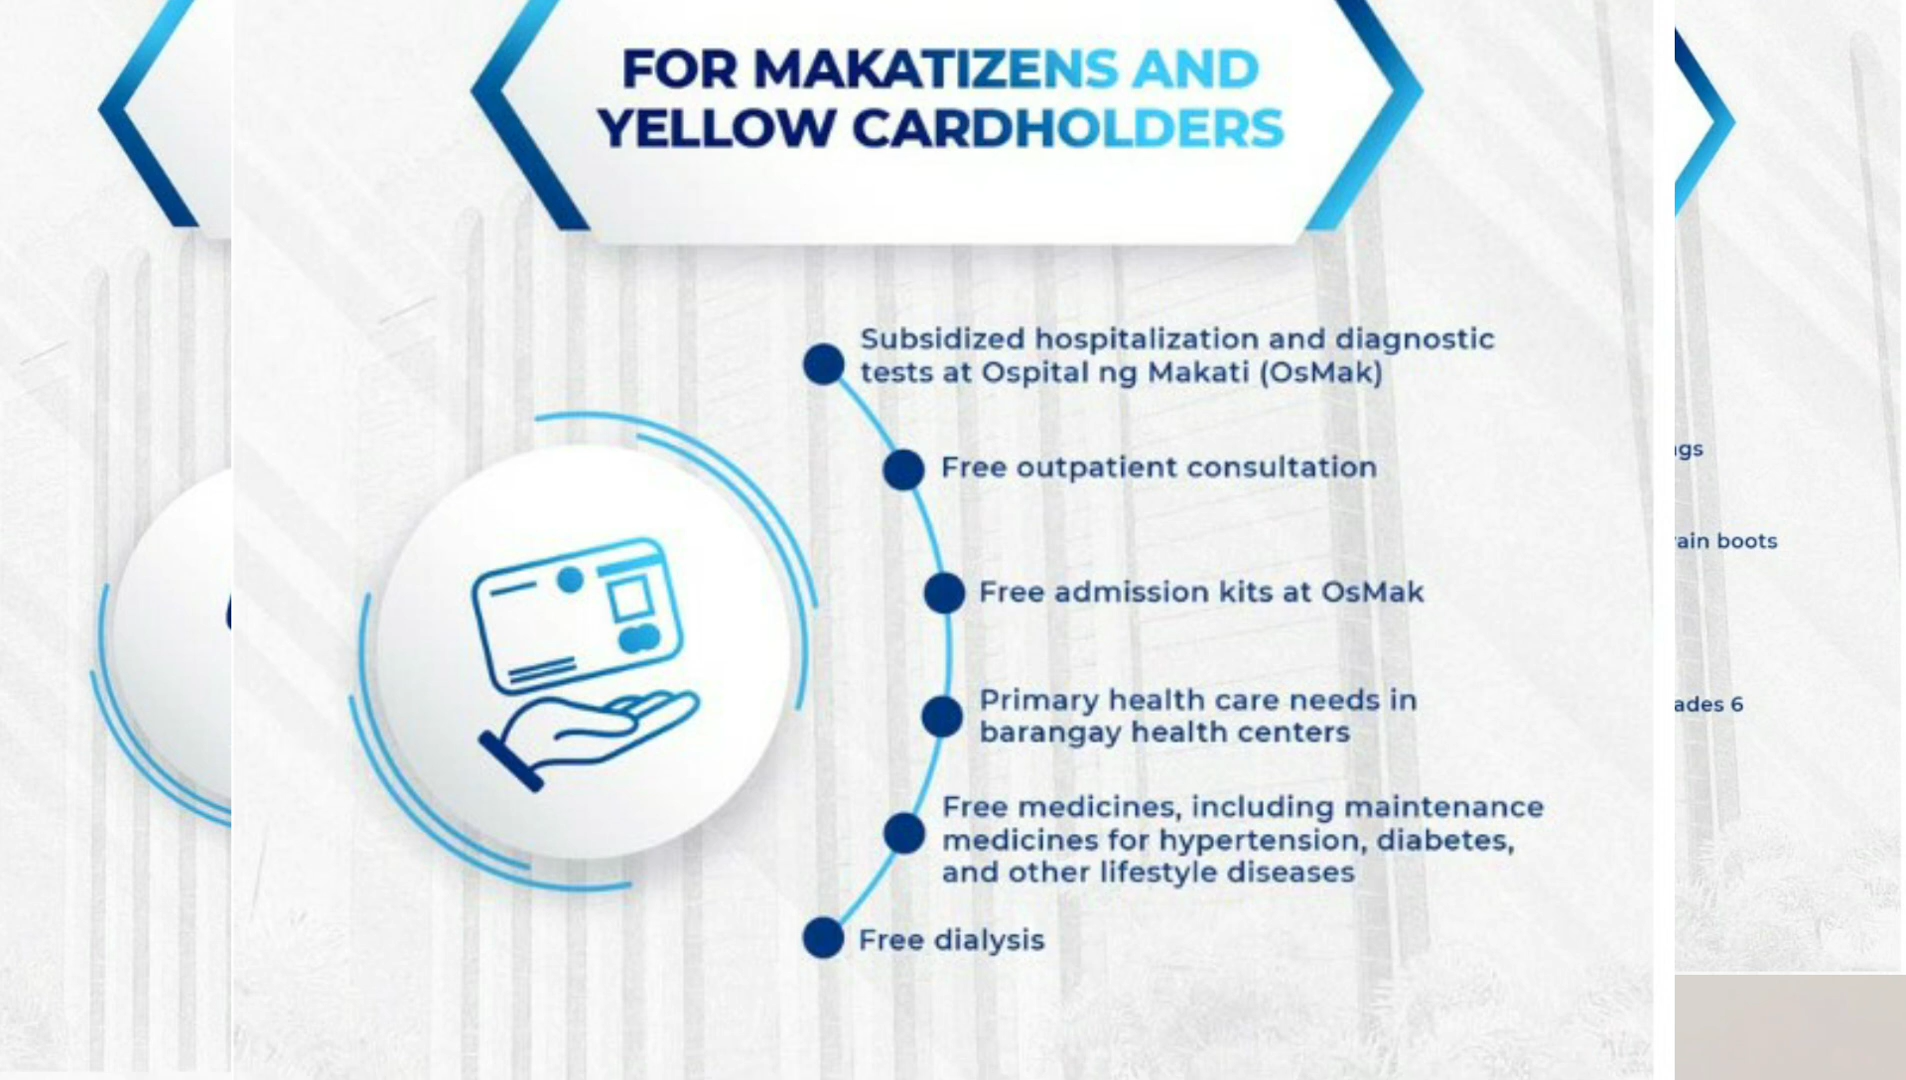 FOR MAKATIZENS AND
YELLOW CARDHOLDERS
Subsidized hospitalization and diagnostic
tests at Ospital ng Makati (OsMak)
Free outpatient consultation
Free admission kits at OsMak
Primary health care needs in
barangay health centers
Free medicines, including maintenance
medicines for hypertension, diabetes,
and other lifestyle diseases
Free dialysis
boots
6